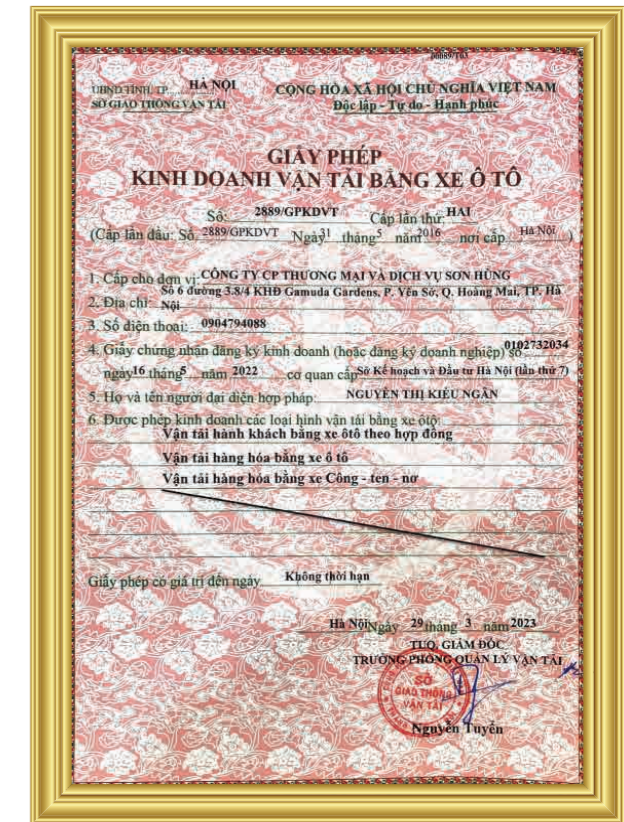 00089/T03
UBND TỈNH, TP........HÀ NỘI
SỞ GIAO THÔNG VẬN TẢI
CỘNG HÒA XÃ HỘI CHỦ NGHĨA VIỆT NAM
Độc lập - Tự do - Hạnh phúc
GIẤY PHÉP
KINH DOANH VẬN TẢI BẰNG XE Ô TÔ
Số: 2889/GPKDVT Cấp lần thứ: HAI
(Cấp lần đầu: Số 2889/GPKDVT Ngày 31 tháng 5 năm 2016 nơi cấp Hà Nội)
1. Cấp cho đơn vị: CÔNG TY CP THƯƠNG MẠI VÀ DỊCH VỤ SƠN HÙNG
2. Địa chỉ: Số 6 đường 3.8/4 KHĐ Gamuda Gardens, P. Yên Sở, Q. Hoàng Mai, TP. Hà
Nội
3. Số điện thoại: 0904794088
4. Giấy chứng nhận đăng ký kinh doanh (hoặc đăng ký doanh nghiệp) số 0102732034
ngày 16 tháng 5 năm 2022 cơ quan cấp Sở Kế hoạch và Đầu tư Hà Nội (lần thứ 7)
5. Họ và tên người đại diện hợp pháp: NGUYỄN THỊ KIỀU NGÂN
6. Được phép kinh doanh các loại hình vận tải bằng xe ôtô:
Vận tải hành khách bằng xe ôtô theo hợp đồng
Vận tải hàng hóa bằng xe ô tô
Vận tải hàng hóa bằng xe Công - ten - nơ
Giấy phép có giá trị đến ngày Không thời hạn
Hà Nội Ngày 29 tháng 3 năm 2023
TUQ. GIÁM ĐỐC
TRƯỞNG PHÒNG QUẢN LÝ VẬN TẢI
SỞ
GIAO THÔNG
VẬN TẢI
Nguyễn Tuyển